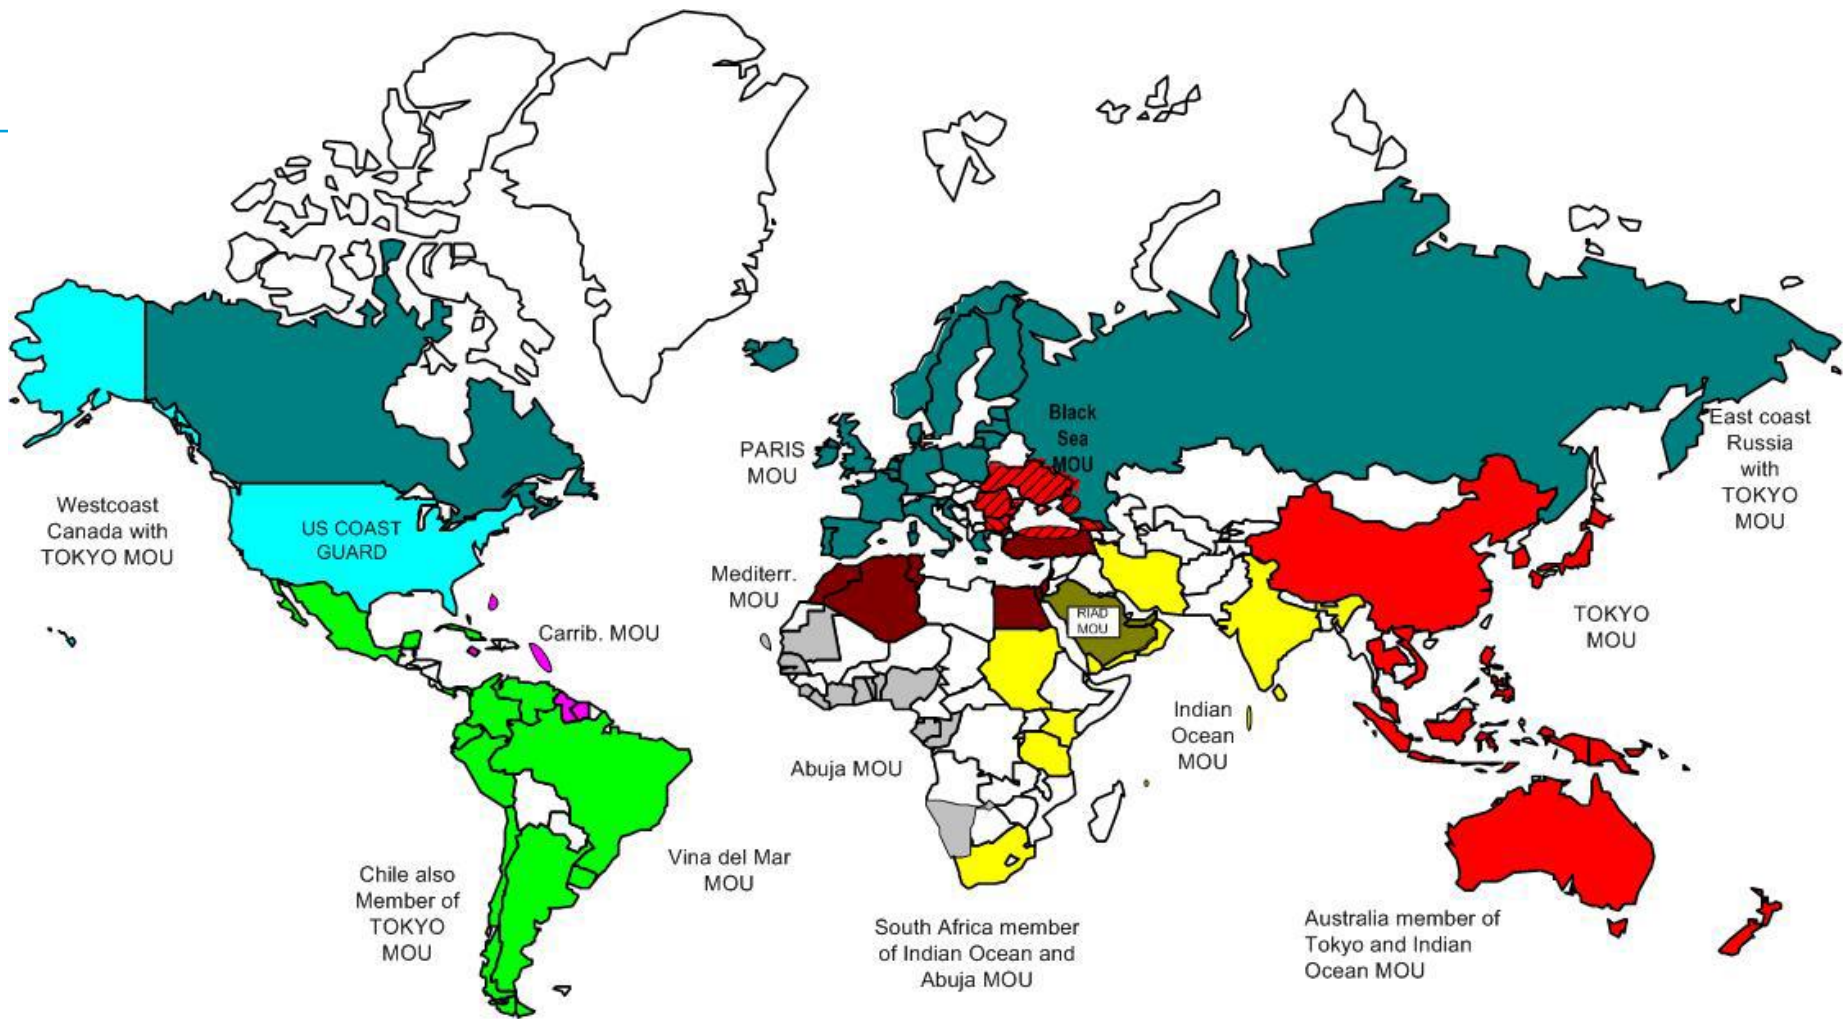 Black
Sea
MOU
PARIS
MOU
East coast
Russia
with
TOKYO
MOU
Westcoast
Canada with
TOKYO MOU
US COAST
GUARD
Mediterr.
MOU
RIAD
MOU
TOKYO
MOU
Carrib. MOU
Indian
Ocean
MOU
Abuja MOU
Vina del Mar
MOU
Chile also
Member of
TOKYO
MOU
South Africa member
of Indian Ocean and
Abuja MOU
Australia member of
Tokyo and Indian
Ocean MOU